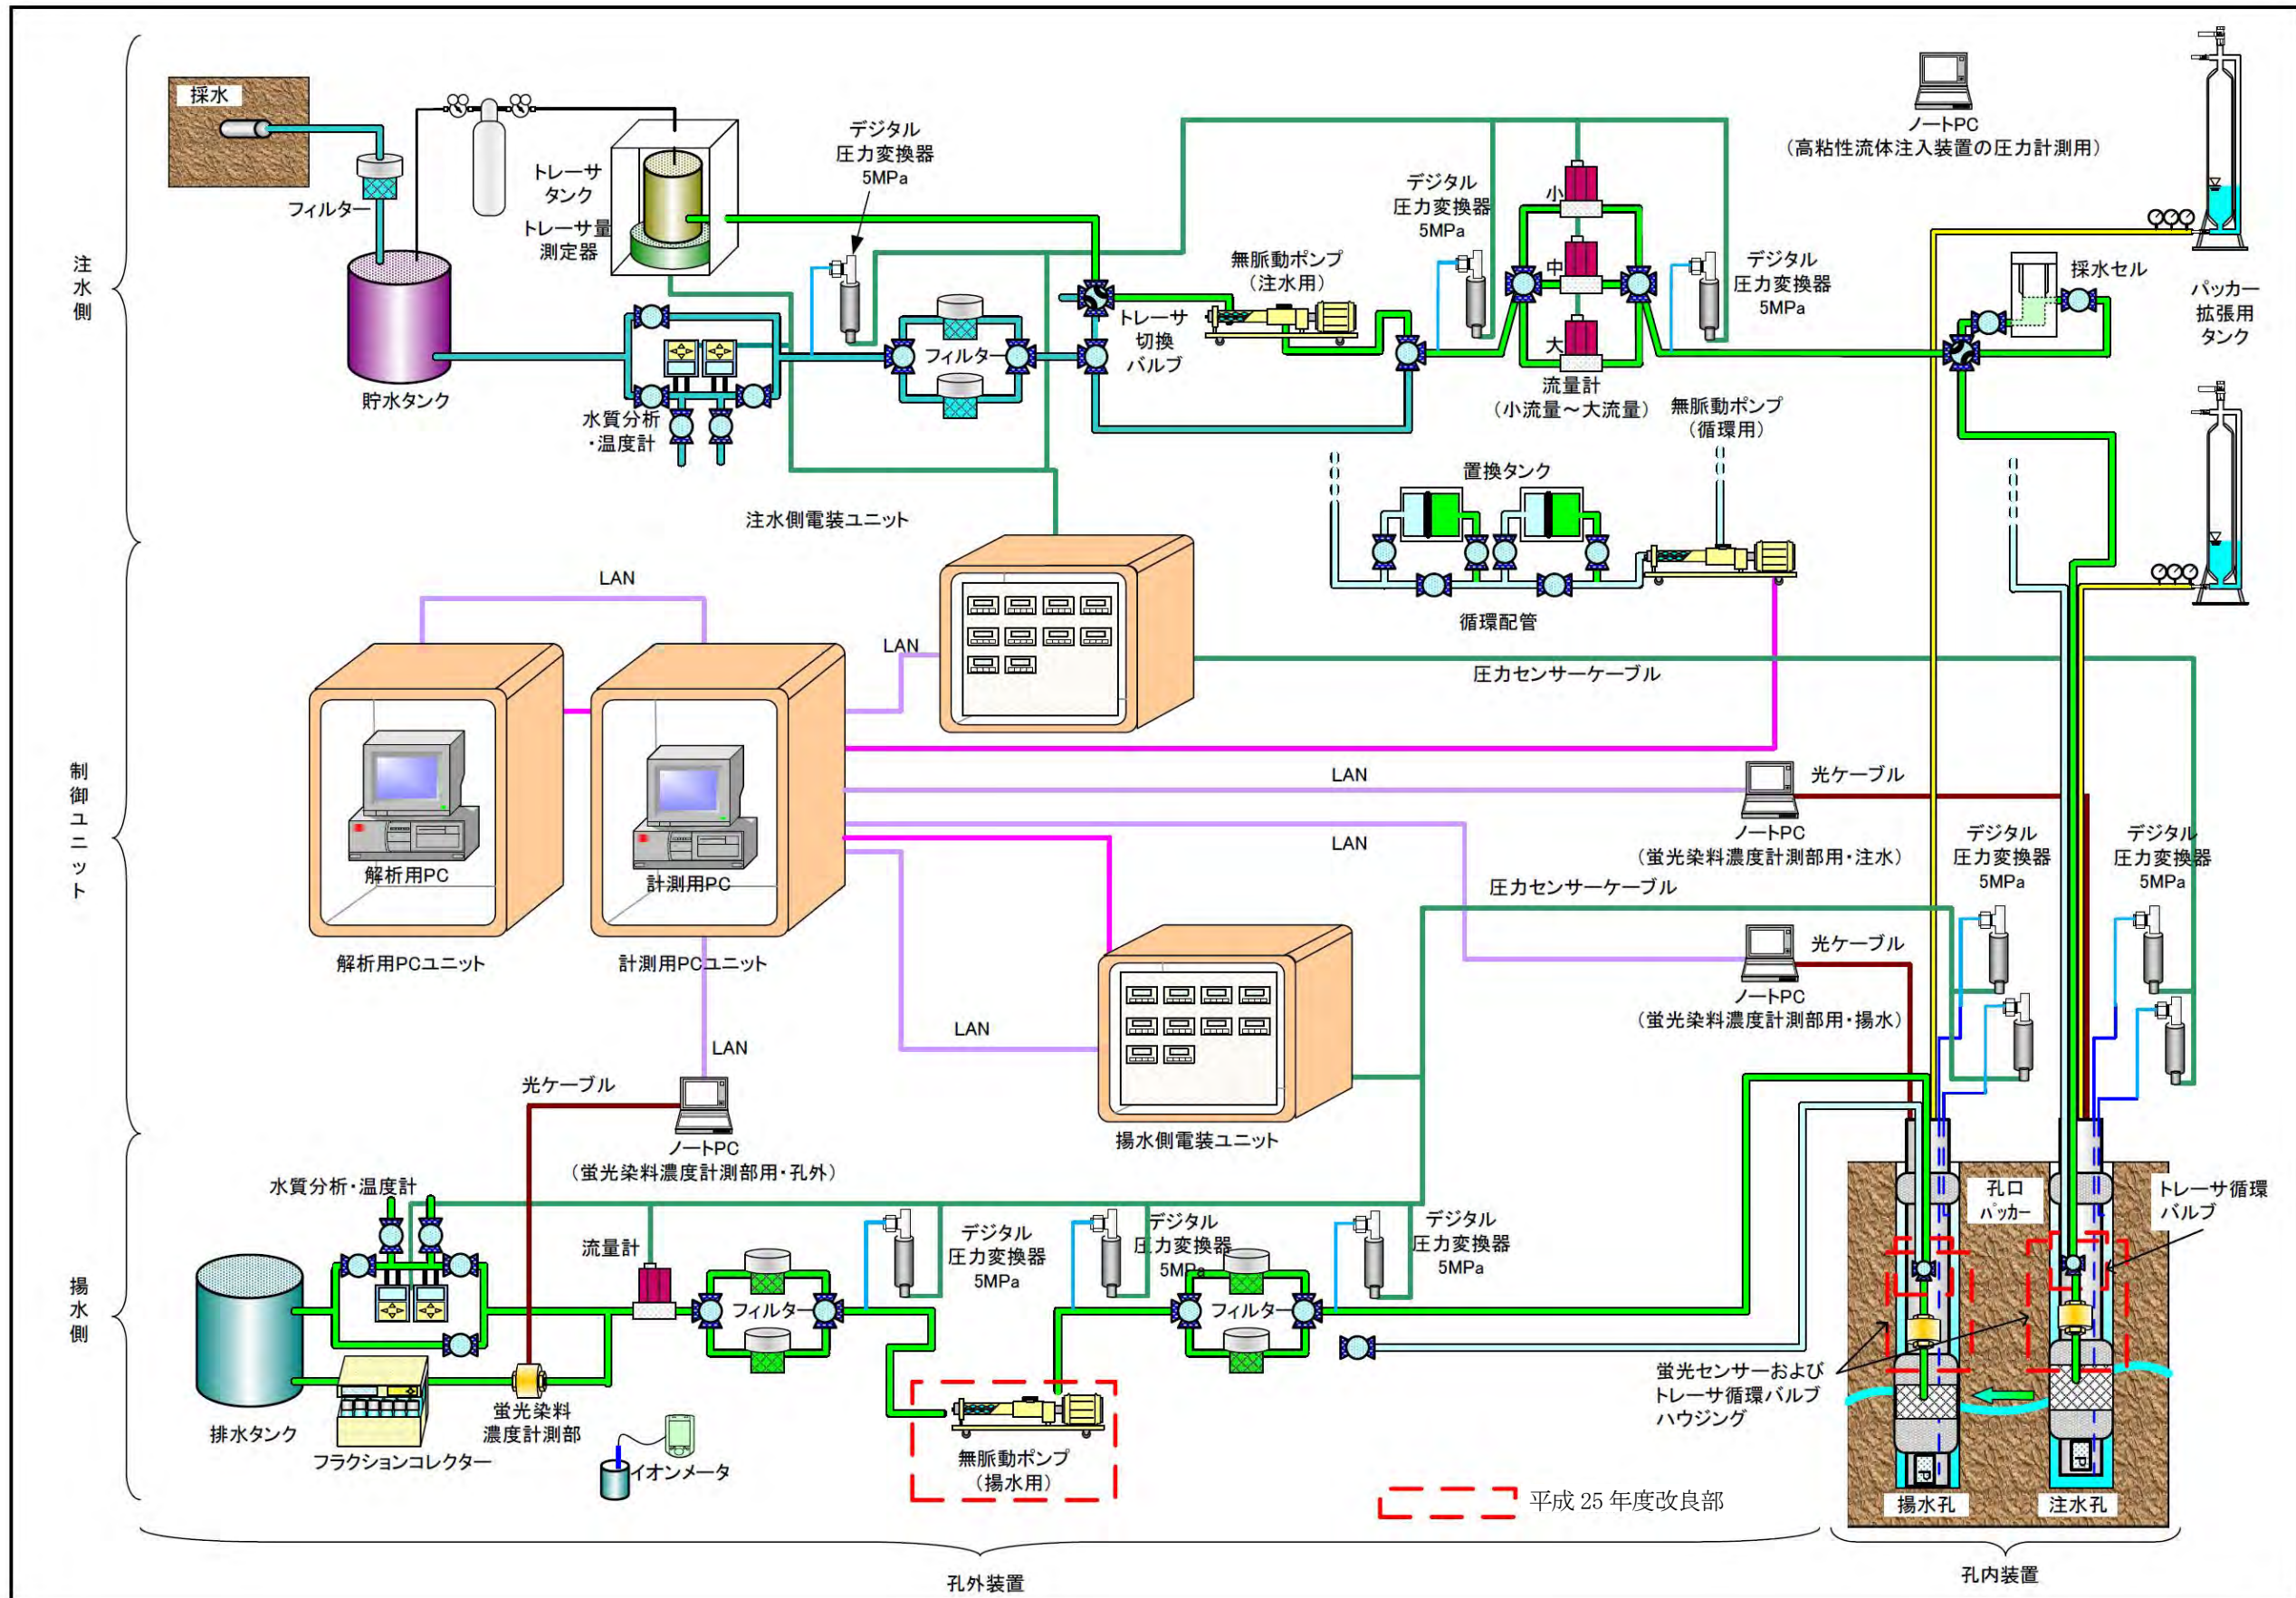 採水
フィルター
貯水タンク
トレーサ
タンク
トレーサ量
測定器
デジタル
圧力変換器
5MPa
水質分析
・温度計
フィルター
トレーサ
切換
バルブ
無脈動ポンプ
(注水用)
デジタル
圧力変換器
5MPa
小
中
大
流量計
(小流量～大流量)
デジタル
圧力変換器
5MPa
ノートPC
(高粘性流体注入装置の圧力計測用)
採水セル
パッカー
拡張用
タンク
無脈動ポンプ
(循環用)
置換タンク
循環配管
注水側
制御ユニット
揚水側
注水側電装ユニット
LAN
LAN
圧力センサーケーブル
解析用PC
計測用PC
解析用PCユニット
計測用PCユニット
LAN
光ケーブル
ノートPC
(蛍光染料濃度計測部用・注水)
LAN
圧力センサーケーブル
光ケーブル
ノートPC
(蛍光染料濃度計測部用・揚水)
デジタル
圧力変換器
5MPa
デジタル
圧力変換器
5MPa
LAN
LAN
揚水側電装ユニット
光ケーブル
ノートPC
(蛍光染料濃度計測部用・孔外)
水質分析・温度計
流量計
フィルター
デジタル
圧力変換器
5MPa
デジタル
圧力変換器
5MPa
フィルター
デジタル
圧力変換器
5MPa
排水タンク
フラクションコレクター
蛍光染料
濃度計測部
イオンメータ
無脈動ポンプ
(揚水用)
孔口
パッカー
トレーサ循環
バルブ
蛍光センサーおよび
トレーサ循環バルブ
ハウジング
P
P
揚水孔
注水孔
平成 25 年度改良部
孔外装置
孔内装置